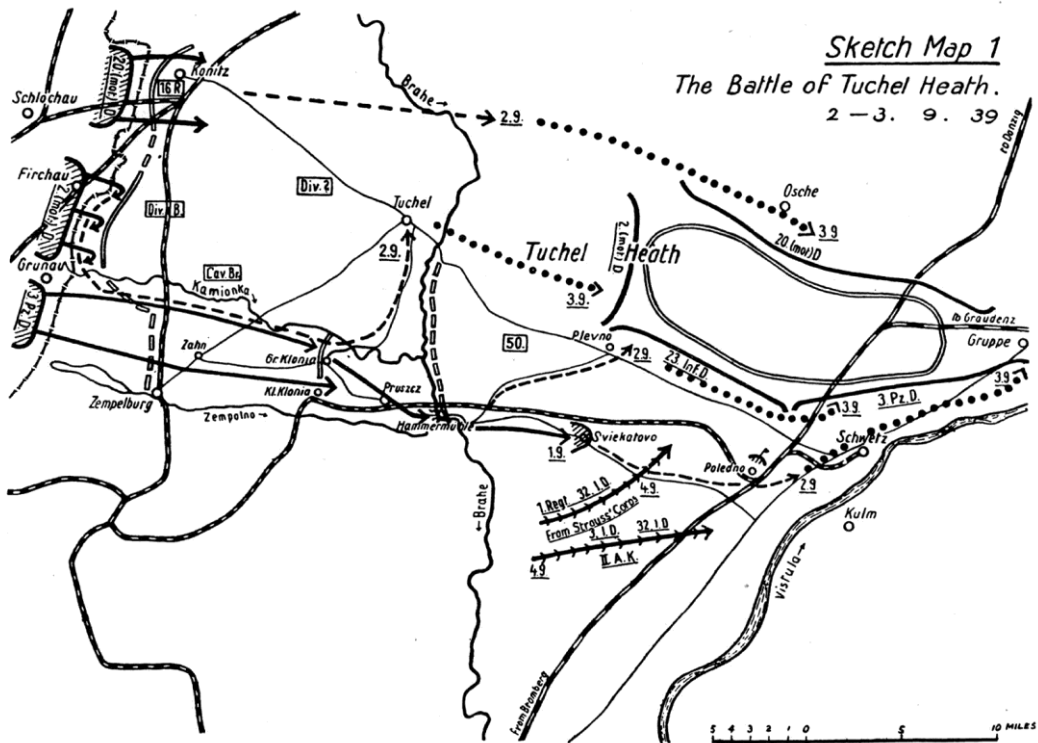 Sketch Map 1
The Battle of Tuchel Heath.
2 – 3. 9. 39
20.(mot) D
Konitz
16 R
Schlochau
Brahe →
2.9.
to Danzig
Firchau
2.(mot.) D.
Div. B.
Div. ?
Tuchel
Osche
3.9
20.(mot)D
2.(mot) D
Tuchel Heath
2.9.
3.9.
Grunau
3 Pz. D.
Cav. Br.
Kamionka
to Graudenz
Gruppe
Zahn
Gr. Klonia
50.
Plevno
2.9.
23. Inf. D.
3.9.
3. Pz. D.
3.9
Zempelburg
Kl. Klonia
Pruszcz
Zempolno →
Hammermühle
1.9.
Sviekatovo
Poledno
Schwetz
2.9
4.9.
1. Regt. 32. I.D.
From Strauss' Corps
3. I. D. 32. I.D
II A.K.
4.9
← Brahe
Kulm
Vistula →
From Bromberg
5 4 3 2 1 0 5 10 MILES